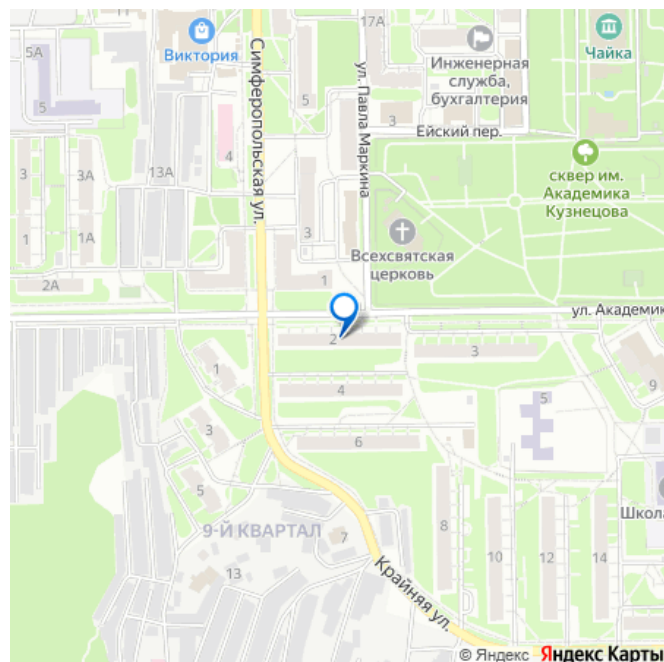 17А
5А
Виктория
Чайка
Инженерная
служба,
бухгалтерия
5
5
3
Ейский пер.
4
Симферопольская ул.
ул. Павла Маркина
сквер им.
Академика
Кузнецова
3
3А
13А
1
1А
3
Всехсвятская
церковь
2А
1
ул. Академик
2
3
1
4
9
5
3
6
5
Школа
9-Й КВАРТАЛ
7
8
10
12
14
13
Крайняя ул.
© Яндекс Яндекс Карты